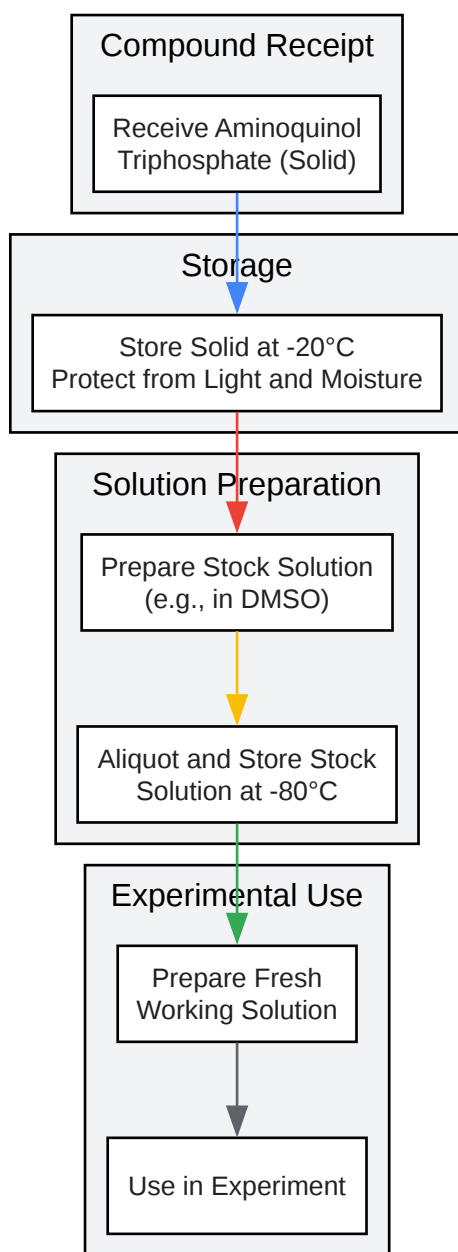 Compound Receipt
Receive Aminoquinol
Triphosphate (Solid)
Storage
Store Solid at -20°C
Protect from Light and Moisture
Solution Preparation
Prepare Stock Solution
(e.g., in DMSO)
Aliquot and Store Stock
Solution at -80°C
Experimental Use
Prepare Fresh
Working Solution
Use in Experiment